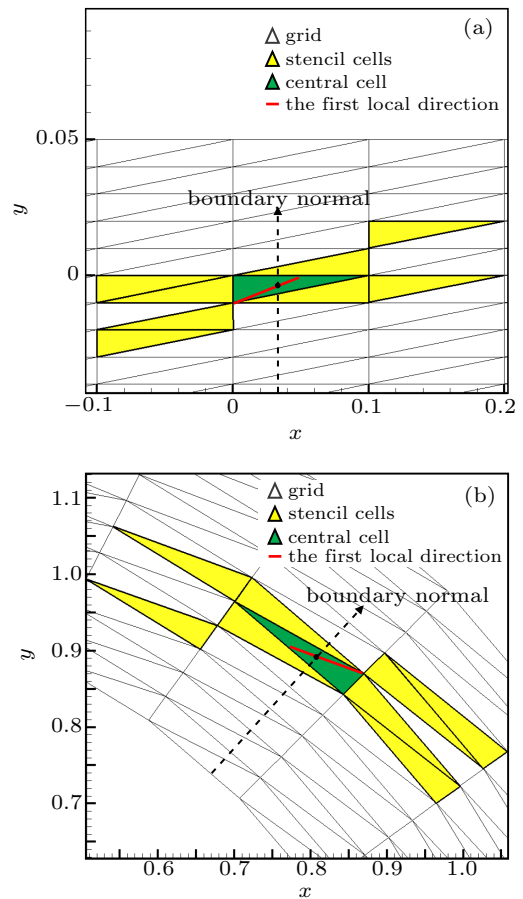 (a)
grid
stencil cells
central cell
the first local direction
0.05
boundary normal
y
0
−0.1 0 0.1 0.2
x
(b)
grid
stencil cells
central cell
the first local direction
1.1
boundary normal
1.0
y
0.9
0.8
0.7
0.6 0.7 0.8 0.9 1.0
x